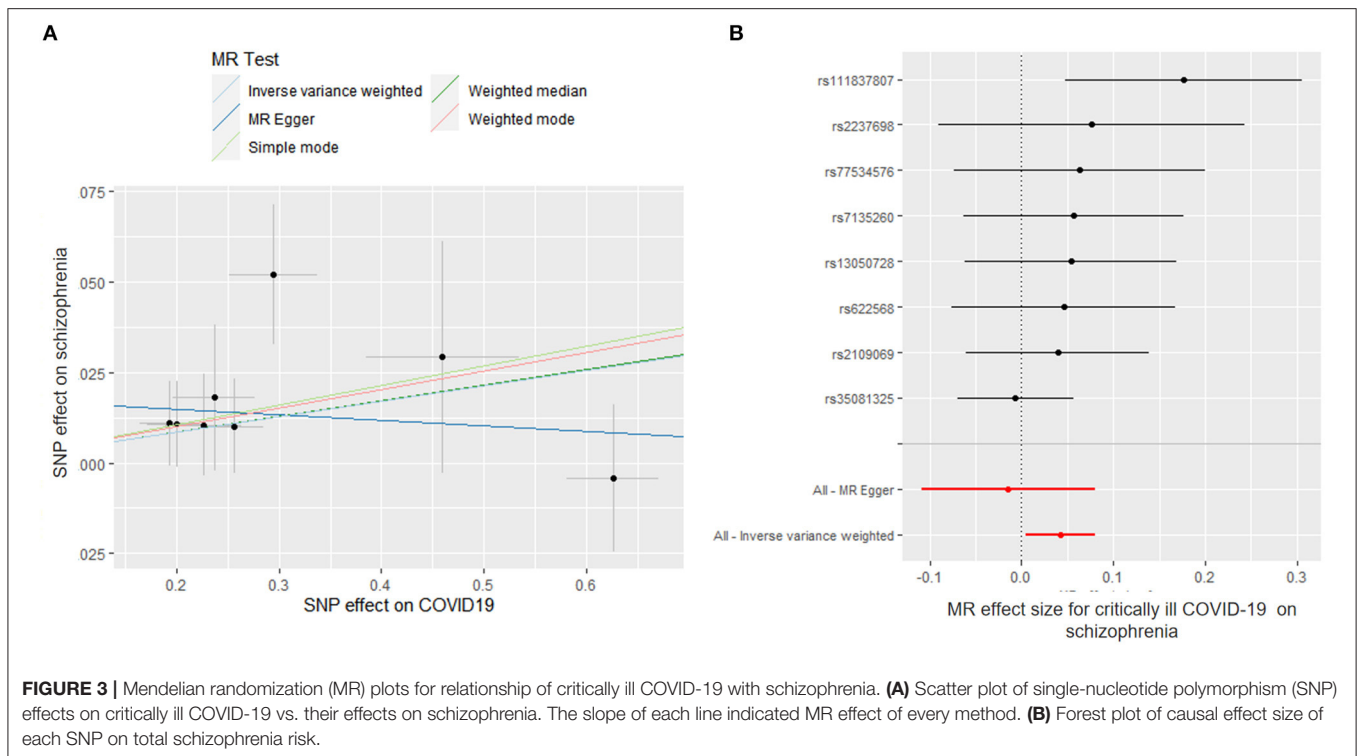 A
MR Test
Inverse variance weighted
MR Egger
Simple mode
Weighted median
Weighted mode
SNP effect on schizophrenia
075
050
025
000
025
0.2 0.3 0.4 0.5 0.6
SNP effect on COVID19
B
rs111837807
rs2237698
rs77534576
rs7135260
rs13050728
rs622568
rs2109069
rs35081325
All - MR Egger
All - Inverse variance weighted
-0.1 0.0 0.1 0.2 0.3
MR effect size for critically ill COVID-19 on
schizophrenia
FIGURE 3 | Mendelian randomization (MR) plots for relationship of critically ill COVID-19 with schizophrenia. (A) Scatter plot of single-nucleotide polymorphism (SNP)
effects on critically ill COVID-19 vs. their effects on schizophrenia. The slope of each line indicated MR effect of every method. (B) Forest plot of causal effect size of
each SNP on total schizophrenia risk.